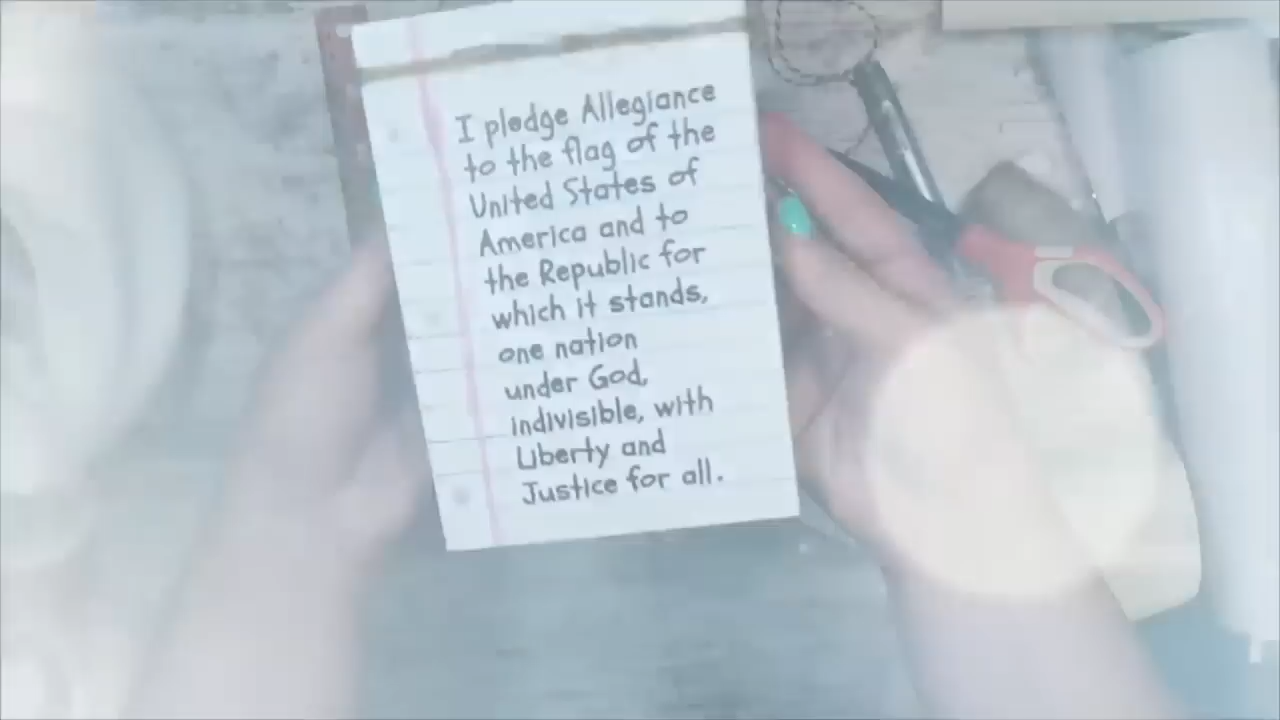 I pledge Allegiance
to the flag of the
United States of
America and to
the Republic for
which it stands,
one nation
under God,
indivisible, with
Liberty and
Justice for all.